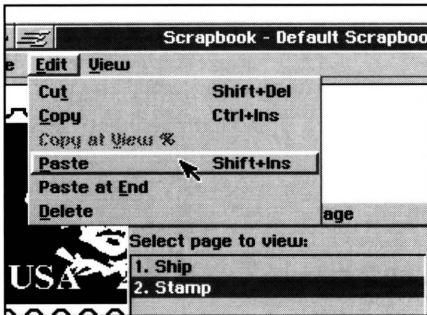 Scrapbook - Default Scrapboo
e Edit View
Cut Shift+Del
Copy Ctrl+Ins
Copy at View %
Paste Shift+Ins
Paste at End
Delete
age
Select page to view:
1. Ship
2. Stamp
USA 2